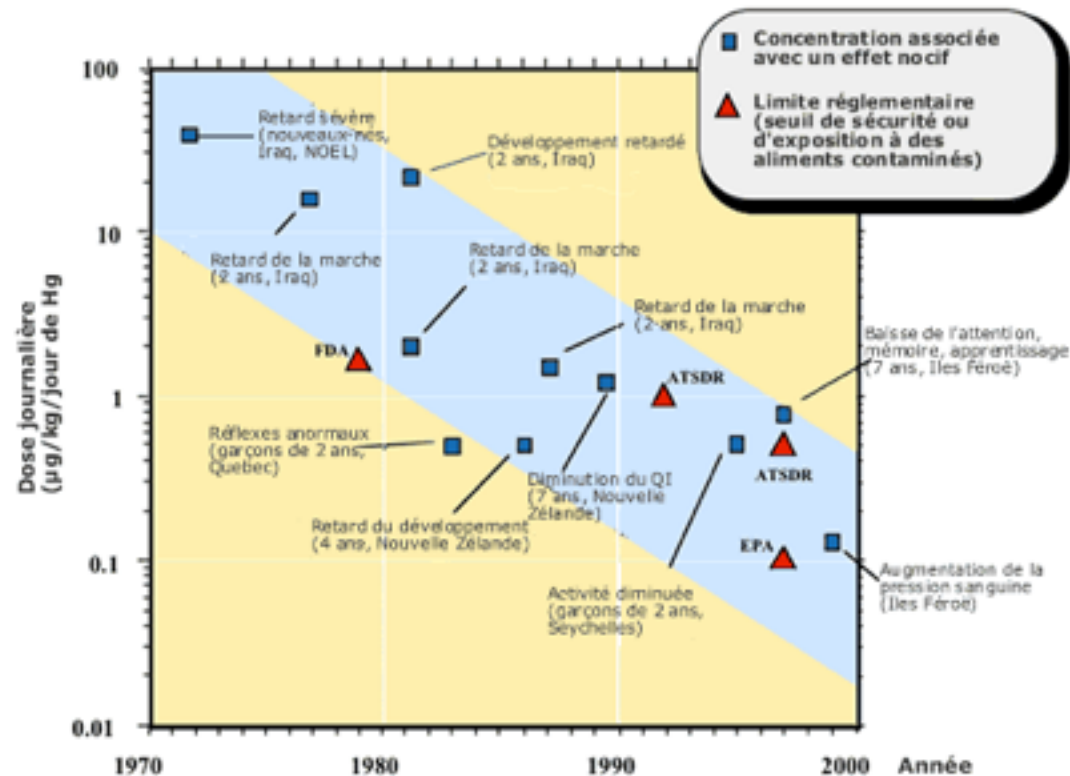 Concentration associée
avec un effet nocif
Limite réglementaire
(seuil de sécurité ou
d'exposition à des
aliments contaminés)
Dose journalière
(µg/kg/jour de Hg)
100
10
1
0.1
0.01
Retard sévère
(nouveaux-nés,
Iraq, NOEL)
Développement retardé
(2 ans, Iraq)
Retard de la marche
(2 ans, Iraq)
Retard de la marche
(2 ans, Iraq)
Retard de la marche
(2 ans, Iraq)
Baisse de l'attention,
mémoire, apprentissage
(7 ans, Iles Féroë)
FDA
ATSDR
Réflexes anormaux
(garçons de 2 ans,
Quebec)
Diminution du QI
(7 ans, Nouvelle
Zélande)
ATSDR
Retard du développement
(4 ans, Nouvelle Zélande)
EPA
Activité diminuée
(garçons de 2 ans,
Seychelles)
Augmentation de la
pression sanguine
(Iles Féroë)
1970
1980
1990
2000
Année